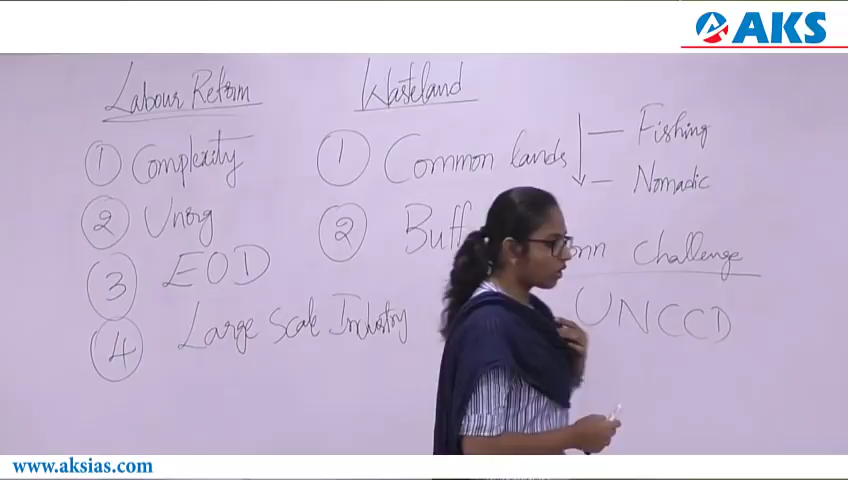 AKS
Labour Reform
1 Complexity
2 Unorg
3 EOD
4 Large Scale Industry
Wasteland
1 Common lands
Fishing
Nomadic
2 Buff
Challenge
UNCCD
www.aksias.com